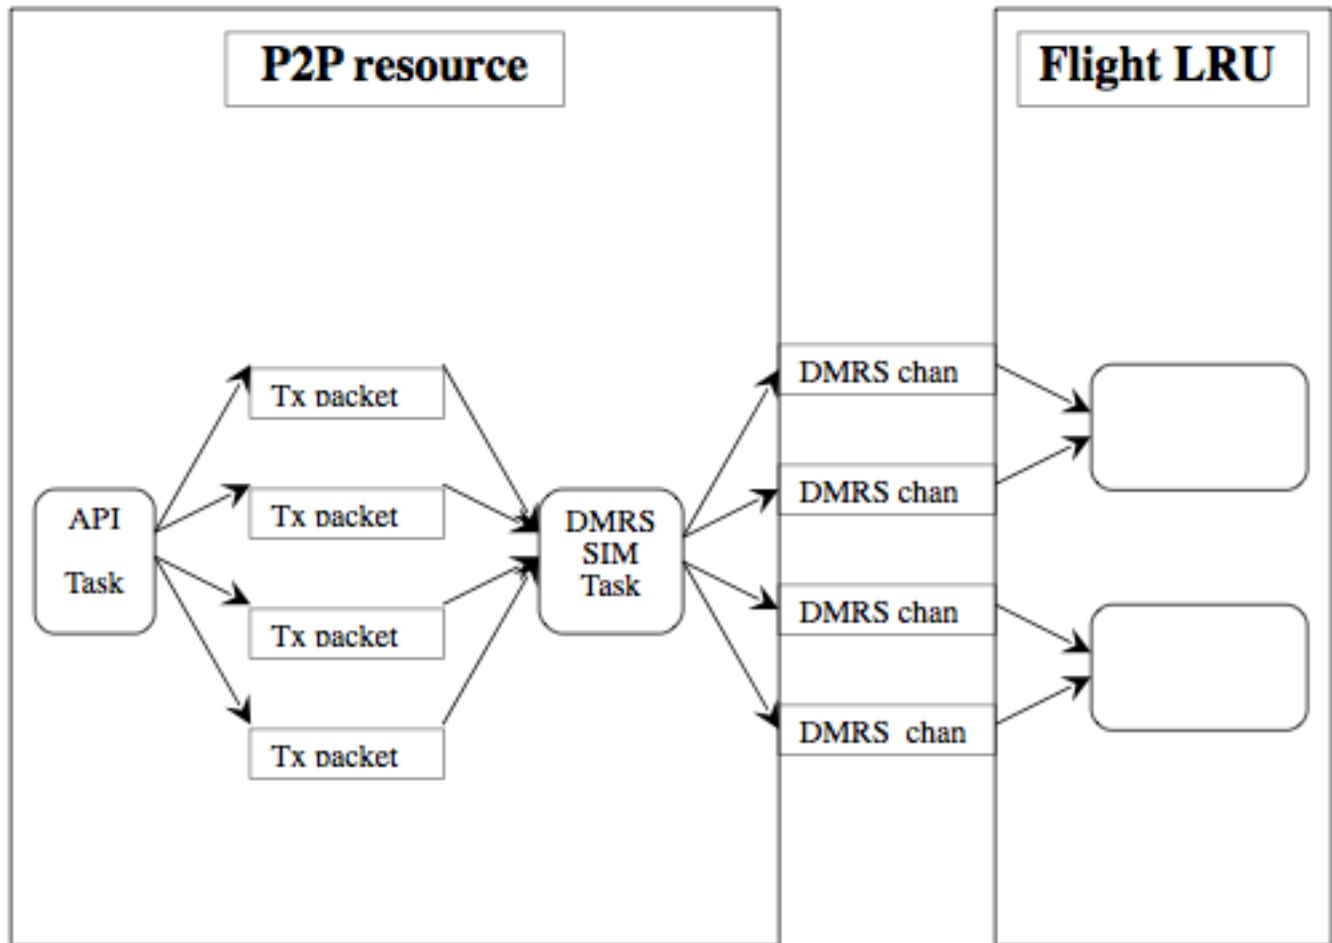 P2P resource
Flight LRU
Tx packet
Tx packet
Tx packet
Tx packet
API
Task
DMRS
SIM
Task
DMRS chan
DMRS chan
DMRS chan
DMRS chan